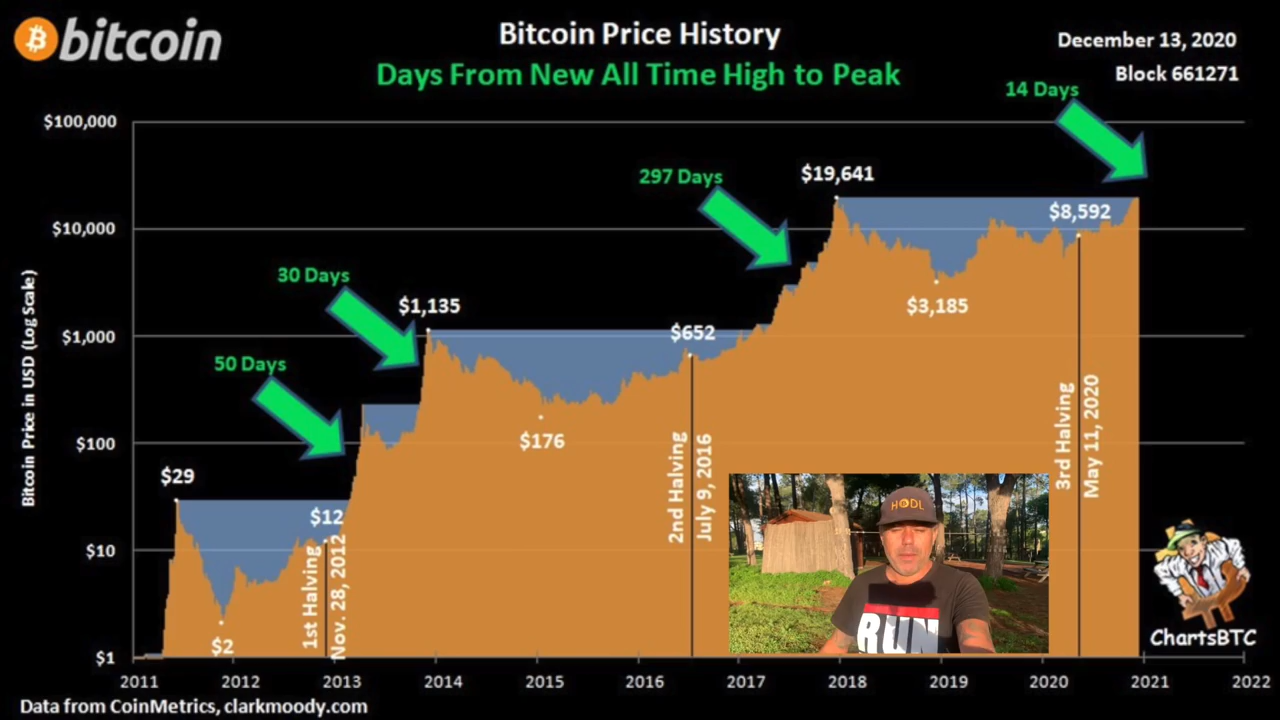 bitcoin
Bitcoin Price History
Days From New All Time High to Peak
December 13, 2020
Block 661271
14 Days
$100,000
297 Days
$19,641
$8,592
$10,000
30 Days
$1,135
$3,185
$1,000
$652
50 Days
$176
$100
$29
$12
$10
$2
$1
Bitcoin Price in USD (Log Scale)
1st Halving
Nov. 28, 2012
2nd Halving
July 9, 2016
3rd Halving
May 11, 2020
HODL
RUN
ChartsBTC
2011 2012 2013 2014 2015 2016 2017 2018 2019 2020 2021 2022
Data from CoinMetrics, clarkmoody.com